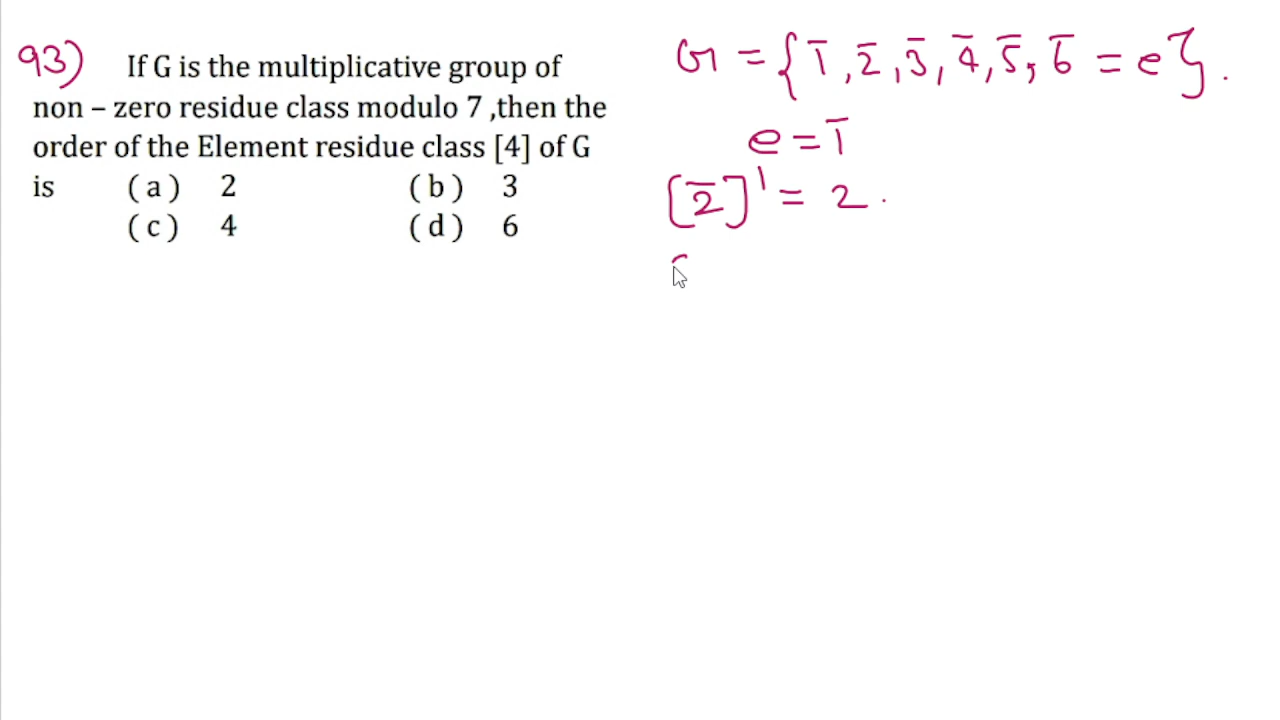 93) If G is the multiplicative group of
non – zero residue class modulo 7 ,then the
order of the Element residue class [4] of G
is ( a ) 2 ( b ) 3
( c ) 4 ( d ) 6
G = { 1̅, 2̅, 3̅, 4̅, 5̅, 6̅ = e }.
e = 1̅
[2̅]¹ = 2.